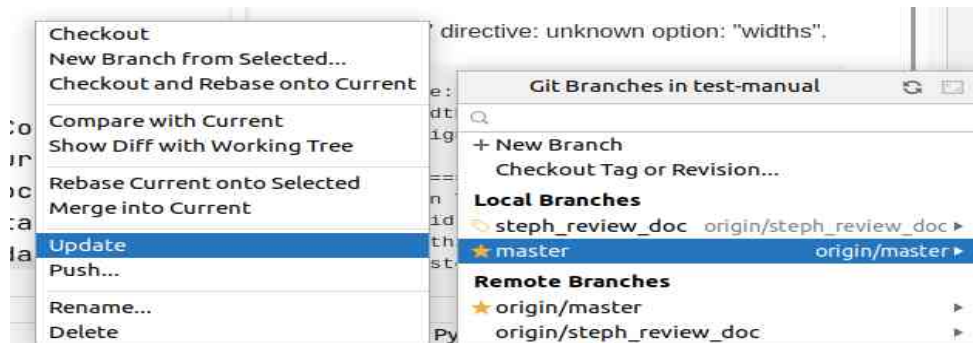 Checkout
New Branch from Selected...
Checkout and Rebase onto Current
Compare with Current
Show Diff with Working Tree
Rebase Current onto Selected
Merge into Current
Update
Push...
Rename...
Delete
" directive: unknown option: "widths".
Git Branches in test-manual
+ New Branch
Checkout Tag or Revision...
Local Branches
steph_review_doc origin/steph_review_doc
master origin/master
Remote Branches
origin/master
origin/steph_review_doc
Py